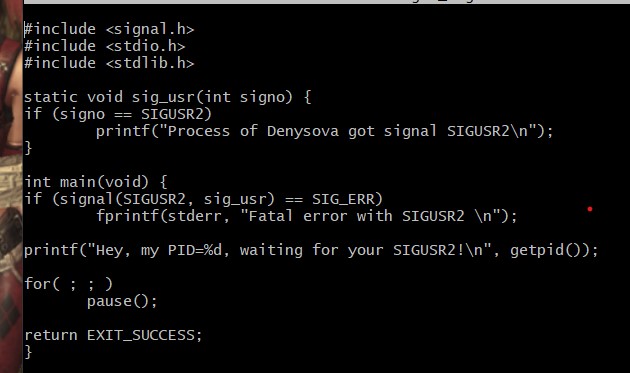 #include <signal.h>
#include <stdio.h>
#include <stdlib.h>

static void sig_usr(int signo) {
if (signo == SIGUSR2)
        printf("Process of Denysova got signal SIGUSR2\n");
}

int main(void) {
if (signal(SIGUSR2, sig_usr) == SIG_ERR)
        fprintf(stderr, "Fatal error with SIGUSR2 \n");

printf("Hey, my PID=%d, waiting for your SIGUSR2!\n", getpid());

for( ; ; )
       pause();

return EXIT_SUCCESS;
}